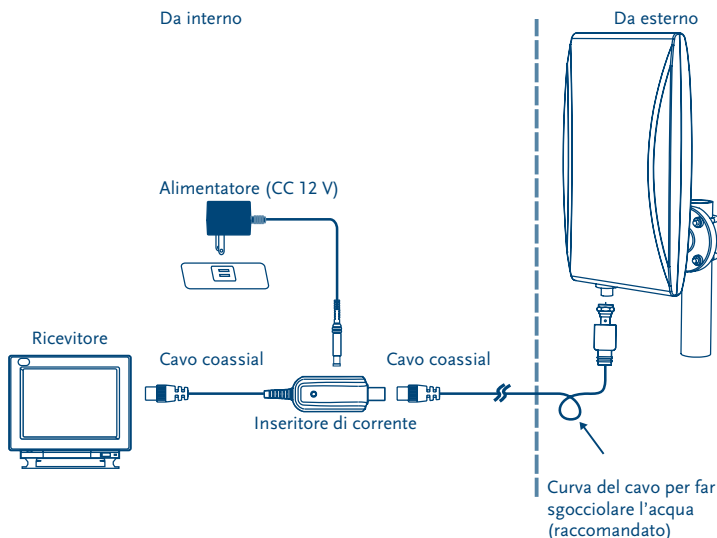 Da interno
Da esterno
Alimentatore (CC 12 V)
Ricevitore
Cavo coassial
Cavo coassial
Inseritore di corrente
Curva del cavo per far
sgocciolare l'acqua
(raccomandato)